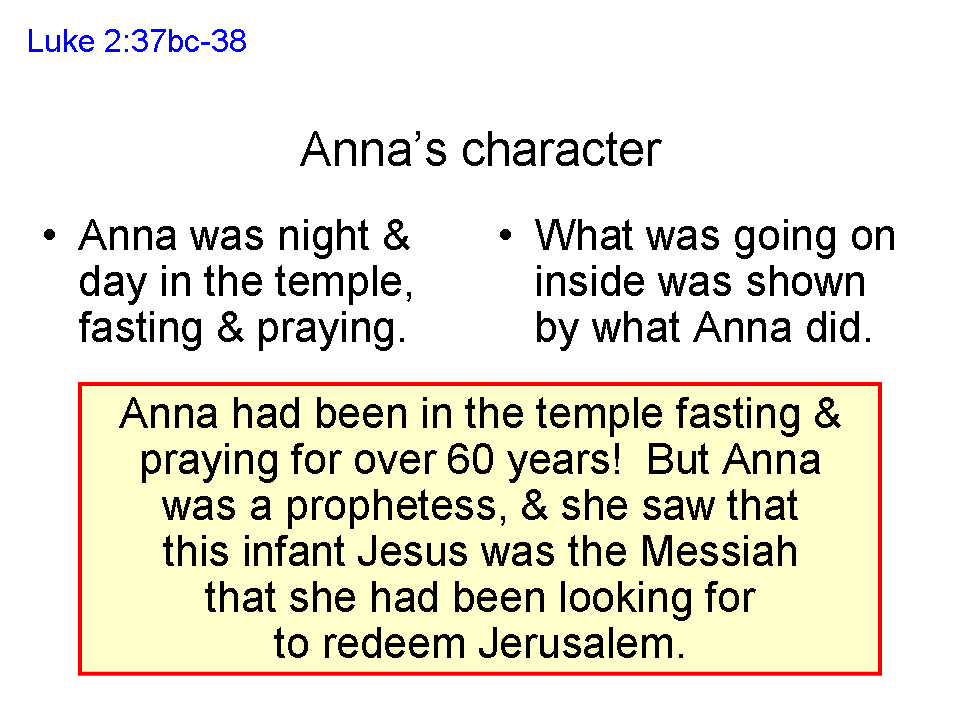 Luke 2:37bc-38
Anna's character
• Anna was night &
day in the temple,
fasting & praying.
• What was going on
inside was shown
by what Anna did.
Anna had been in the temple fasting &
praying for over 60 years!  But Anna
was a prophetess, & she saw that
this infant Jesus was the Messiah
that she had been looking for
to redeem Jerusalem.